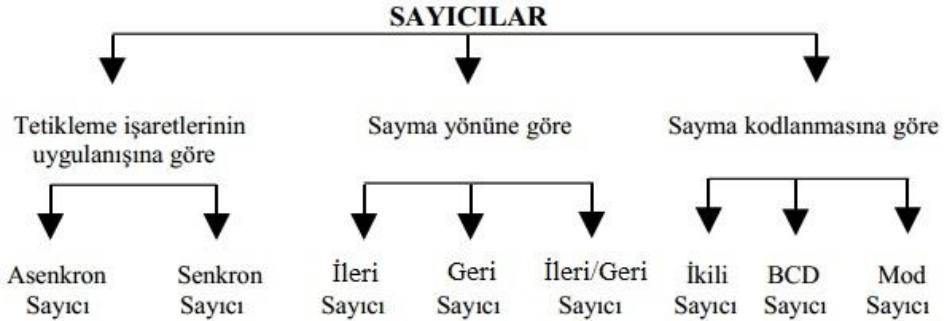 SAYICILAR
Tetikleme işaretlerinin
uygulanışına göre
Sayma yönüne göre
Sayma kodlanmasına göre
Asenkron
Sayıcı
Senkron
Sayıcı
İleri
Sayıcı
Geri
Sayıcı
İleri/Geri
Sayıcı
İkili
Sayıcı
BCD
Sayıcı
Mod
Sayıcı